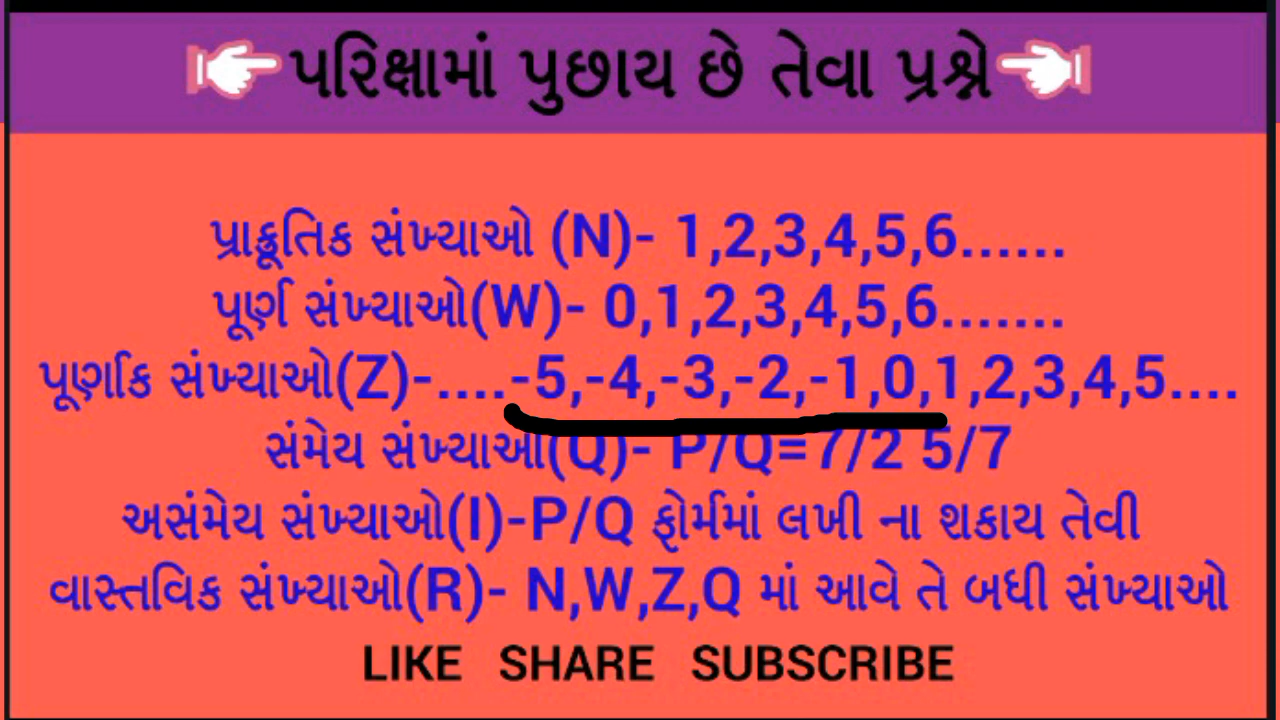 પરિક્ષામાં પુછાય છે તેવા પ્રશ્ને
પ્રાક્રૂતિક સંખ્યાઓ (N)- 1,2,3,4,5,6......
પૂર્ણ સંખ્યાઓ(W)- 0,1,2,3,4,5,6.......
પૂર્ણાંક સંખ્યાઓ(Z)-....-5,-4,-3,-2,-1,0,1,2,3,4,5....
સંમેય સંખ્યાઓ(Q)- P/Q=7/2 5/7
અસંમેય સંખ્યાઓ(I)-P/Q ફોર્મમાં લખી ના શકાય તેવી
વાસ્તવિક સંખ્યાઓ(R)- N,W,Z,Q માં આવે તે બધી સંખ્યાઓ
LIKE SHARE SUBSCRIBE